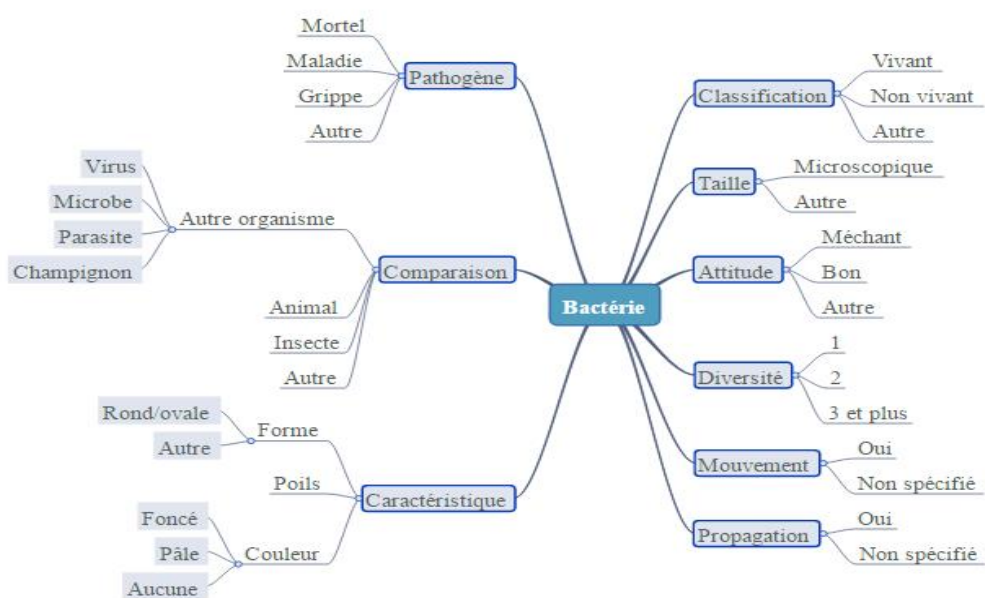 Bactérie
Pathogène
Mortel
Maladie
Grippe
Autre
Comparaison
Autre organisme
Virus
Microbe
Parasite
Champignon
Animal
Insecte
Autre
Caractéristique
Forme
Rond/ovale
Autre
Poils
Couleur
Foncé
Pâle
Aucune
Classification
Vivant
Non vivant
Autre
Taille
Microscopique
Autre
Attitude
Méchant
Bon
Autre
Diversité
1
2
3 et plus
Mouvement
Oui
Non spécifié
Propagation
Oui
Non spécifié